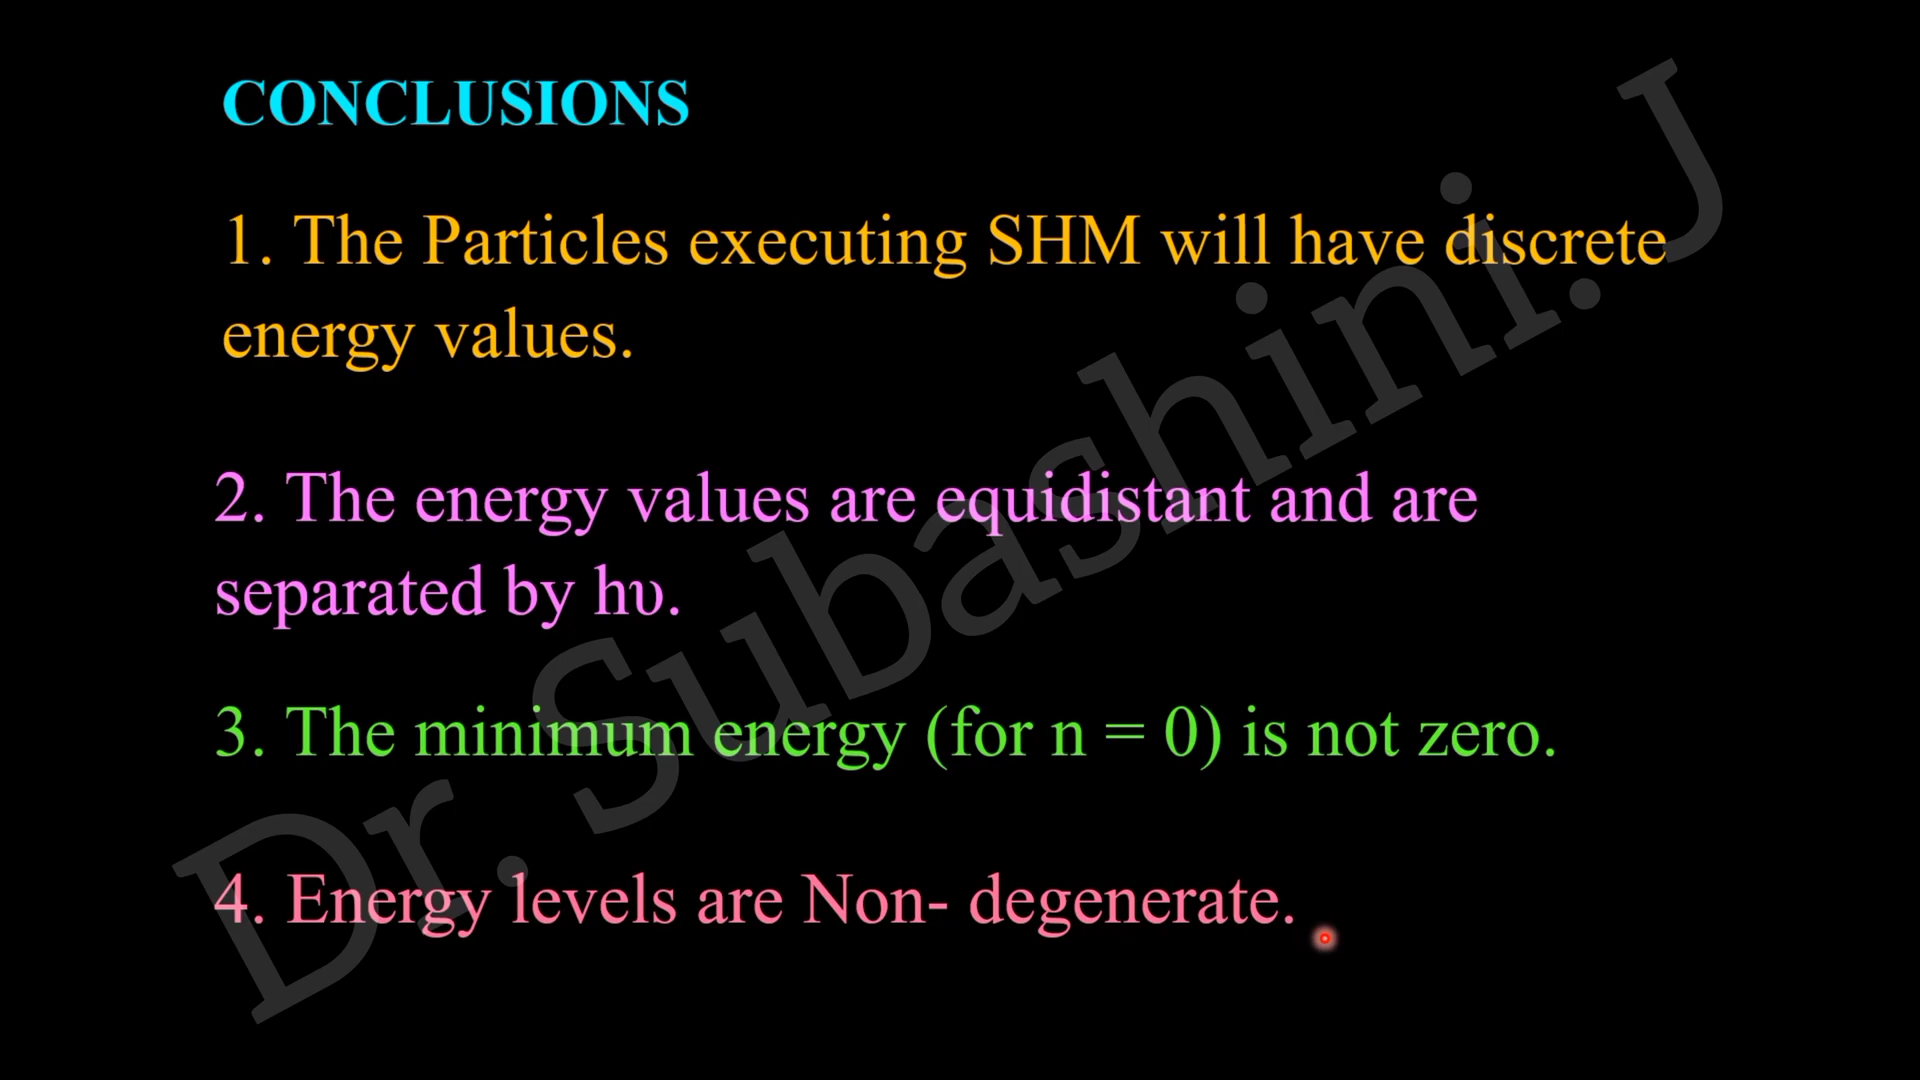 CONCLUSIONS
1. The Particles executing SHM will have discrete
energy values.
2. The energy values are equidistant and are
separated by hυ.
3. The minimum energy (for n = 0) is not zero.
4. Energy levels are Non- degenerate.
Dr. Subashini. J